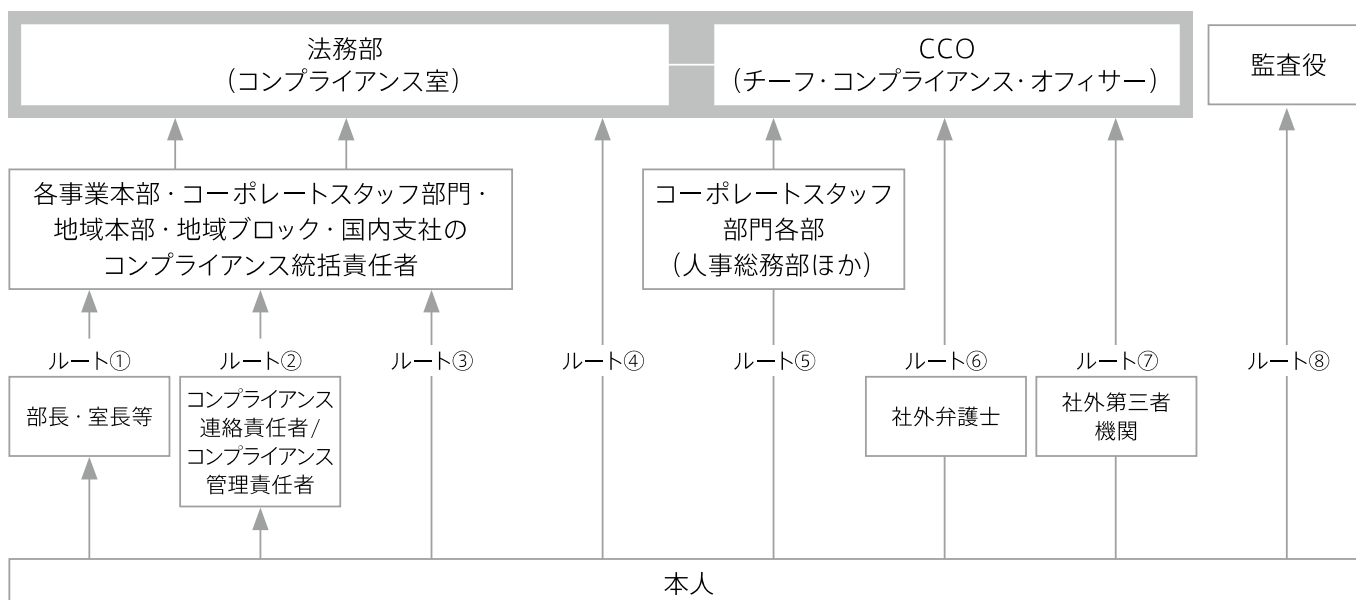 法務部
（コンプライアンス室）
CCO
（チーフ・コンプライアンス・オフィサー）
監査役
各事業本部・コーポレートスタッフ部門・
地域本部・地域ブロック・国内支社の
コンプライアンス統括責任者
コーポレートスタッフ
部門各部
（人事総務部ほか）
ルート①
ルート②
ルート③
ルート④
ルート⑤
ルート⑥
ルート⑦
ルート⑧
部長・室長等
コンプライアンス
連絡責任者/
コンプライアンス
管理責任者
社外弁護士
社外第三者
機関
本人